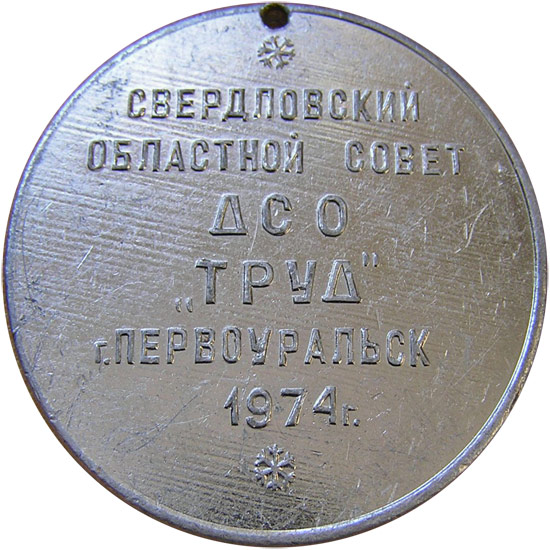 СВЕРДЛОВСКИЙ
ОБЛАСТНОЙ СОВЕТ
ДСО
„ТРУД"
г. ПЕРВОУРАЛЬСК
1974г.